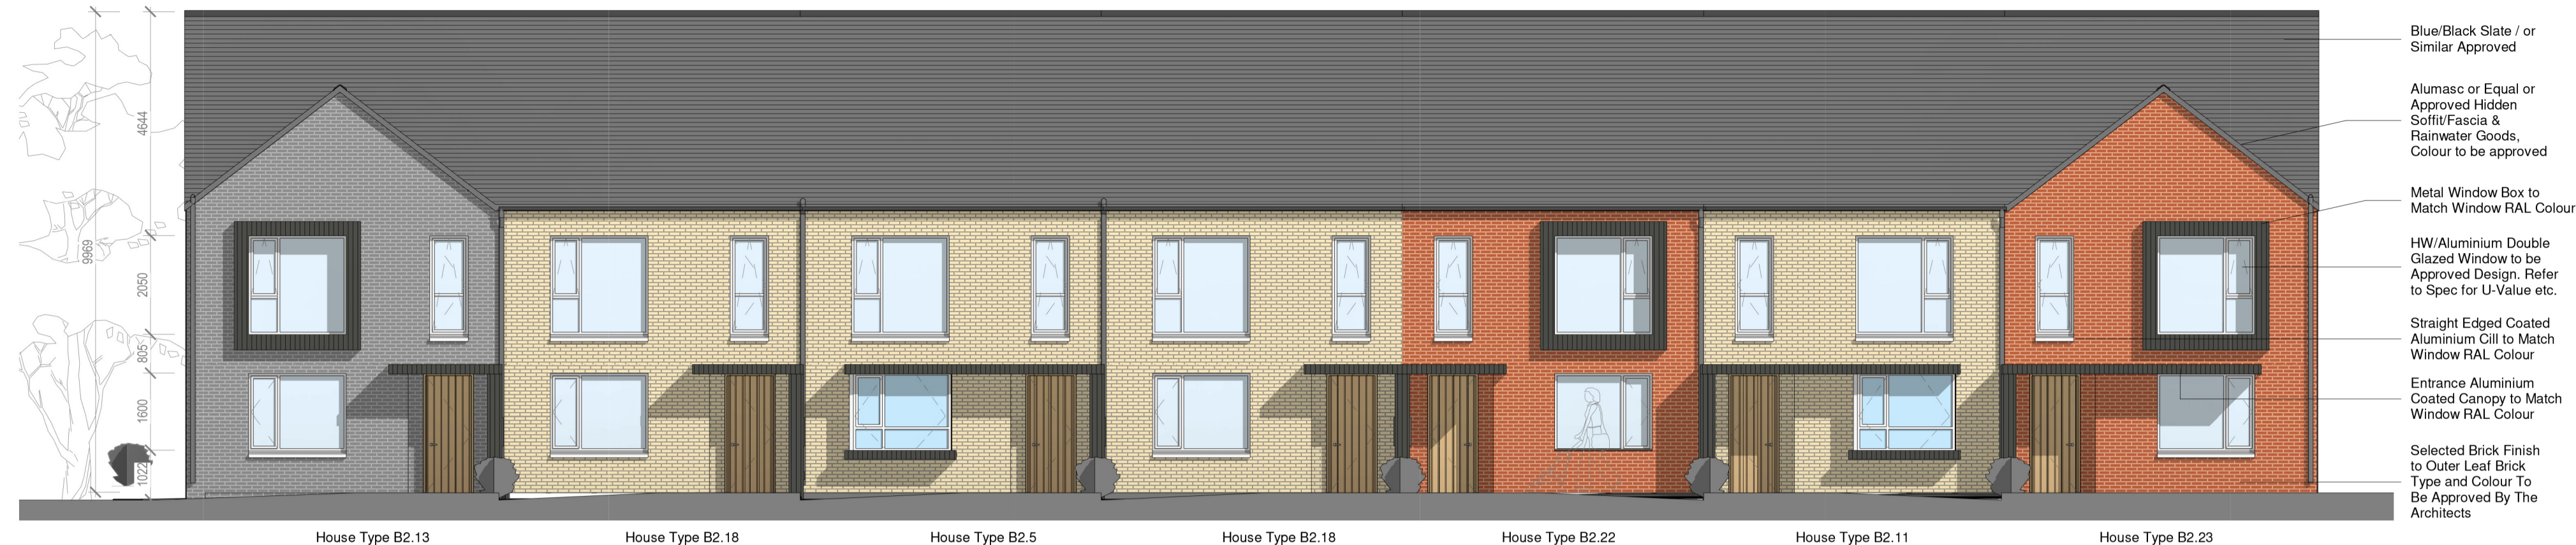 4644
9969
2050
805
1600
1022
Blue/Black Slate / or
Similar Approved
Alumasc or Equal or
Approved Hidden
Soffit/Fascia &
Rainwater Goods,
Colour to be approved
Metal Window Box to
Match Window RAL Colour
HW/Aluminium Double
Glazed Window to be
Approved Design. Refer
to Spec for U-Value etc.
Straight Edged Coated
Aluminium Cill to Match
Window RAL Colour
Entrance Aluminium
Coated Canopy to Match
Window RAL Colour
Selected Brick Finish
to Outer Leaf Brick
Type and Colour To
Be Approved By The
Architects
House Type B2.13
House Type B2.18
House Type B2.5
House Type B2.18
House Type B2.22
House Type B2.11
House Type B2.23